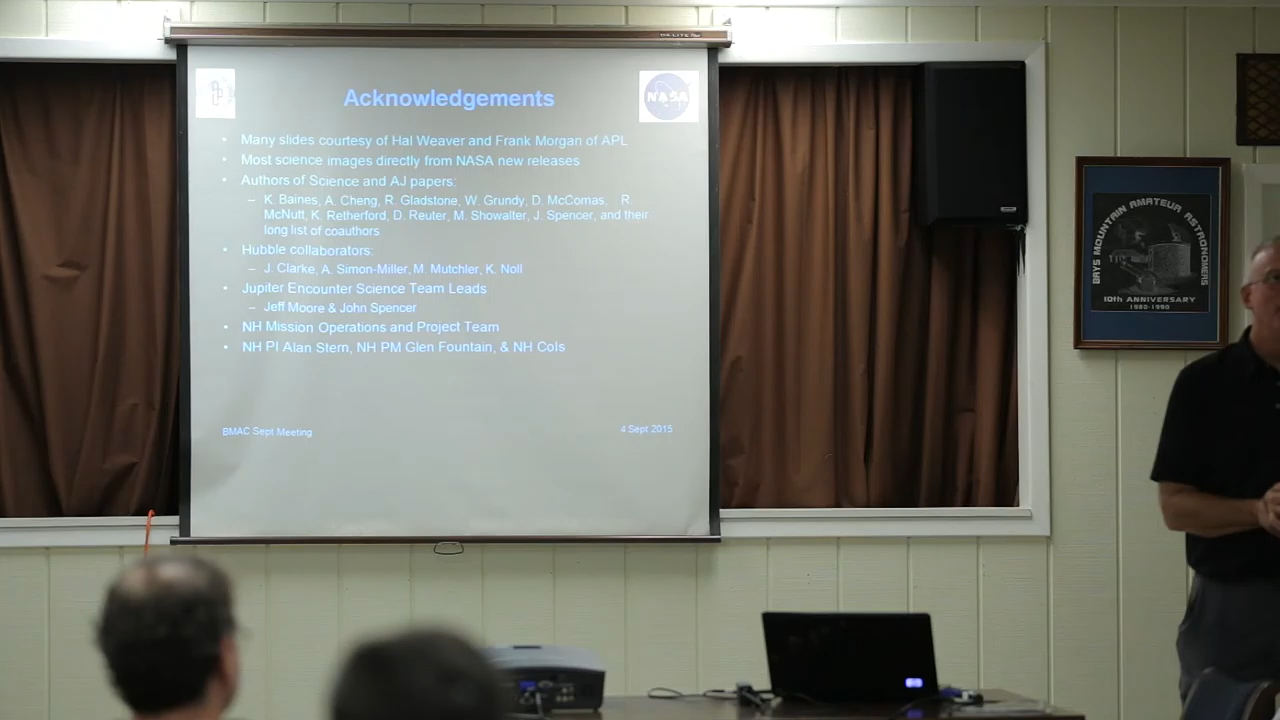 DA-LITE
Acknowledgements
NASA
• Many slides courtesy of Hal Weaver and Frank Morgan of APL
• Most science images directly from NASA new releases
• Authors of Science and AJ papers:
– K. Baines, A. Cheng, R. Gladstone, W. Grundy, D. McComas, R.
McNutt, K. Retherford, D. Reuter, M. Showalter, J. Spencer, and their
long list of coauthors
• Hubble collaborators:
– J. Clarke, A. Simon-Miller, M. Mutchler, K. Noll
• Jupiter Encounter Science Team Leads
– Jeff Moore & John Spencer
• NH Mission Operations and Project Team
• NH PI Alan Stern, NH PM Glen Fountain, & NH CoIs
BMAC Sept Meeting
4 Sept 2015
BAYS MOUNTAIN AMATEUR ASTRONOMERS
10th ANNIVERSARY
1980-1990